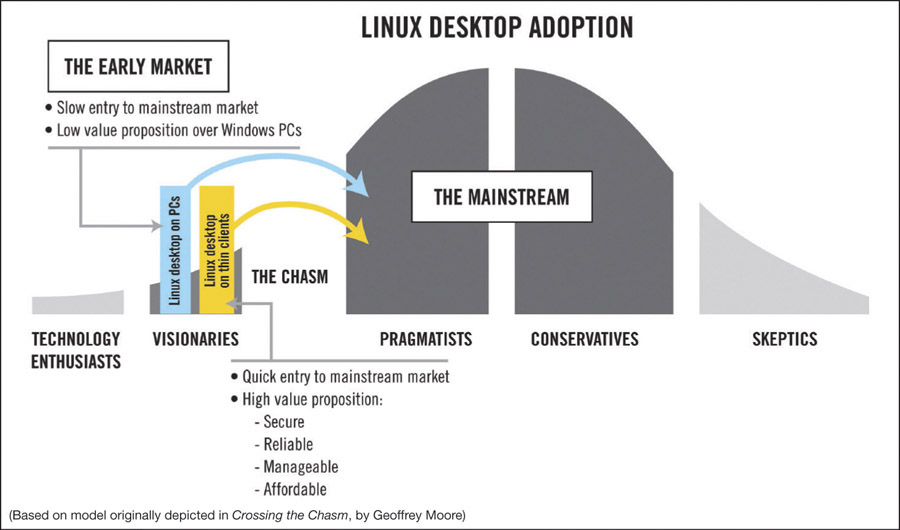 LINUX DESKTOP ADOPTION
THE EARLY MARKET
• Slow entry to mainstream market
• Low value proposition over Windows PCs
Linux desktop on PCs
Linux desktop
on thin clients
THE CHASM
THE MAINSTREAM
TECHNOLOGY
ENTHUSIASTS
VISIONARIES
PRAGMATISTS
CONSERVATIVES
SKEPTICS
• Quick entry to mainstream market
• High value proposition:
- Secure
- Reliable
- Manageable
- Affordable
(Based on model originally depicted in Crossing the Chasm, by Geoffrey Moore)